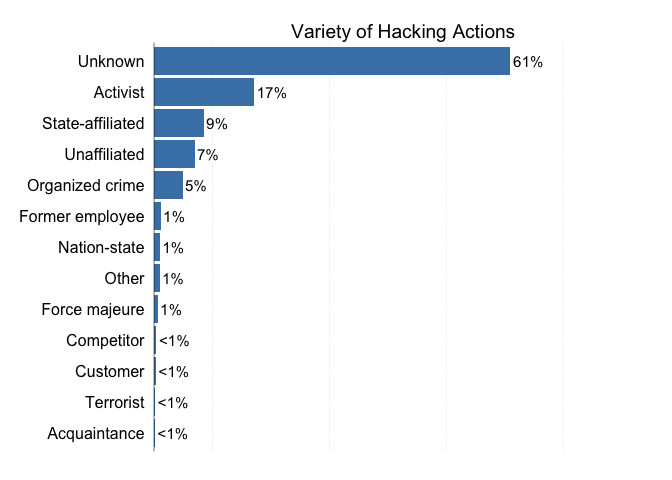 Variety of Hacking Actions
Unknown 61%
Activist 17%
State-affiliated 9%
Unaffiliated 7%
Organized crime 5%
Former employee 1%
Nation-state 1%
Other 1%
Force majeure 1%
Competitor <1%
Customer <1%
Terrorist <1%
Acquaintance <1%